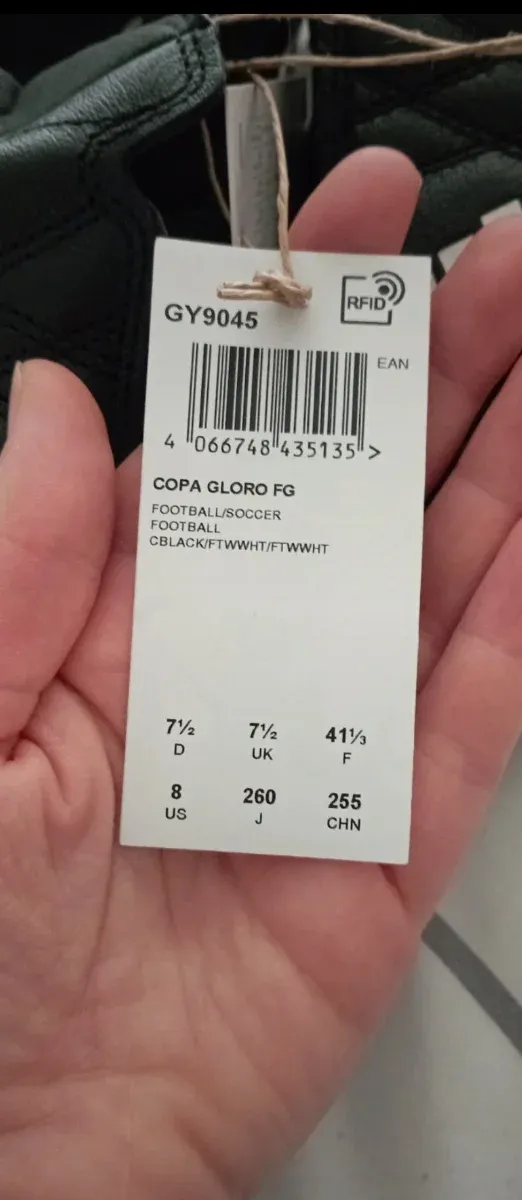 GY9045
RFID
EAN
4 066748 435135 >
COPA GLORO FG
FOOTBALL/SOCCER
FOOTBALL
CBLACK/FTWWHT/FTWWHT
7½ 7½ 41⅓
D UK F
8 260 255
US J CHN